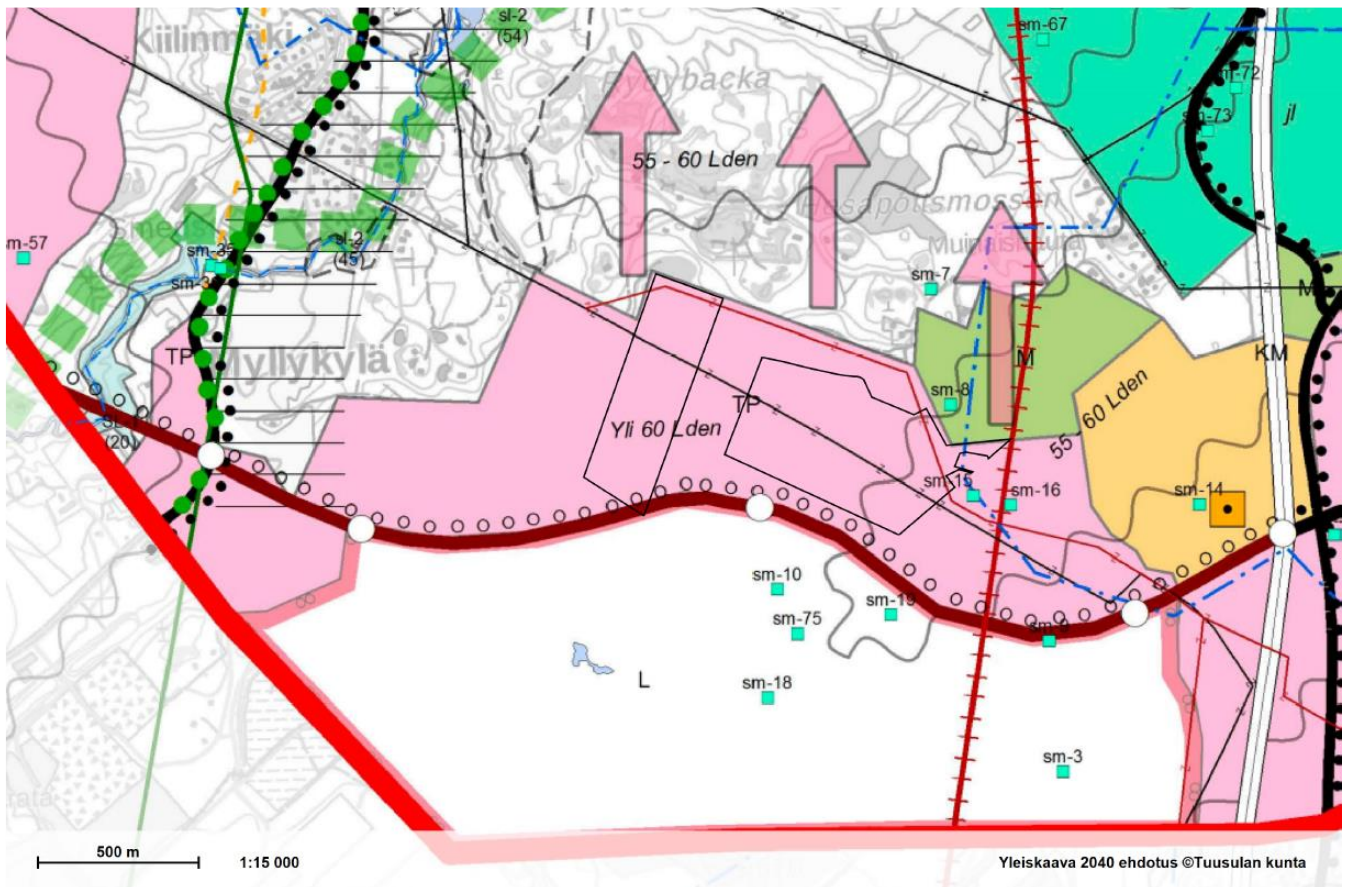 sl-2
(54)
sm-67
Kiilinmäki
sm-72
Frydybacka
sm-73
jl
55 - 60 Lden
sl-2
(45)
sm-57
sm-35
sm-7
M
TP
Myllykylä
M
KM
sm-8
TP
55 - 60 Lden
Yli 60 Lden
(20)
sm-15
sm-16
sm-14
sm-10
sm-19
sm-75
sm-9
L
sm-18
sm-3
500 m
1:15 000
Yleiskaava 2040 ehdotus ©Tuusulan kunta